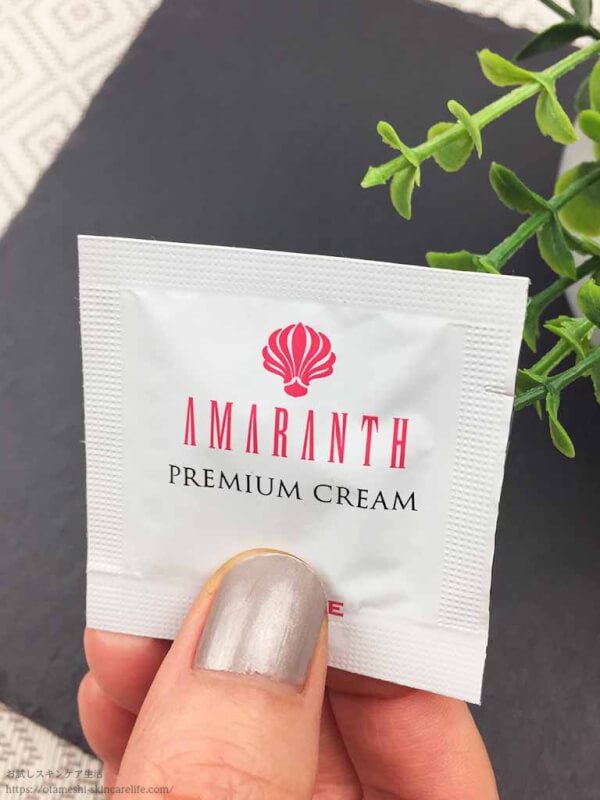 AMARANTH
PREMIUM CREAM
E
お試しスキンケア生活
https://otameshi-skincarelife.com/